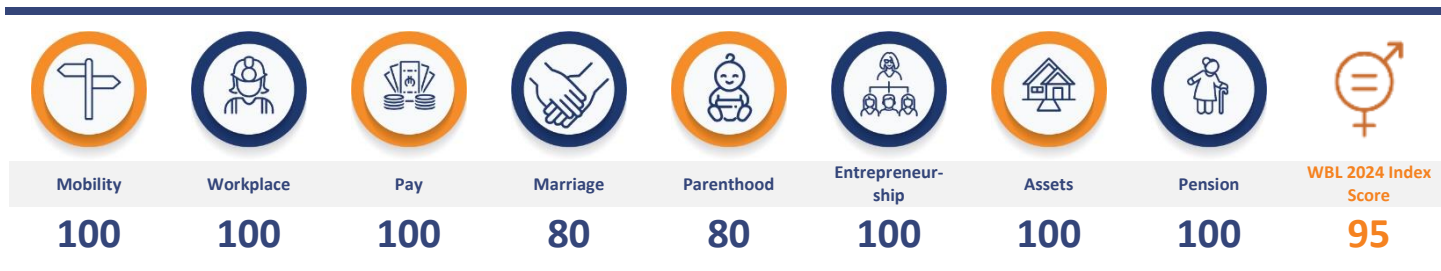 Mobility
Workplace
Pay
Marriage
Parenthood
Entrepreneur-
ship
Assets
Pension
WBL 2024 Index
Score
100
100
100
80
80
100
100
100
95